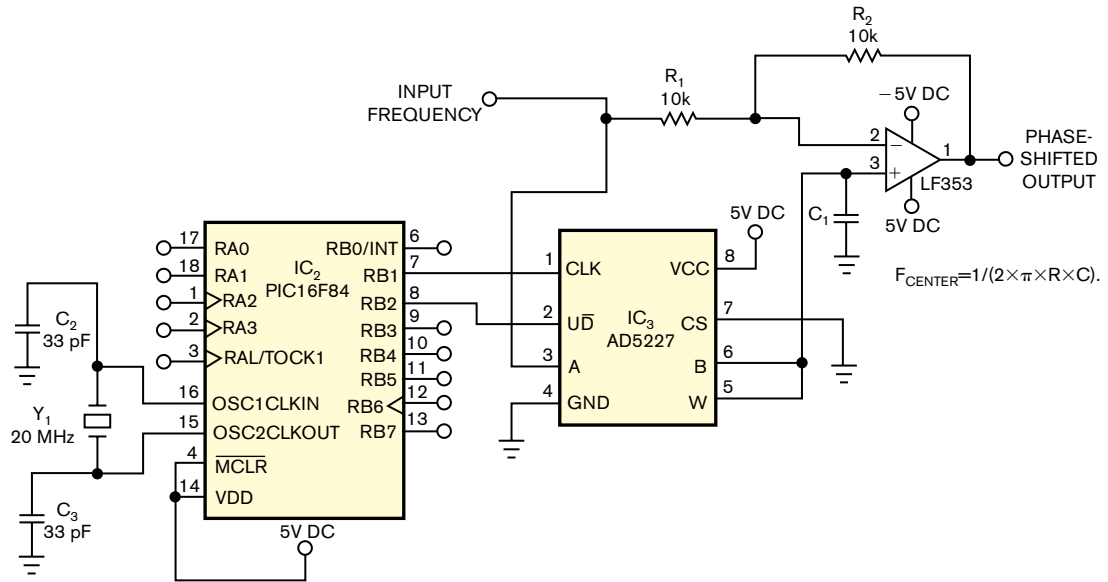 R2
10k
R1
10k
INPUT
FREQUENCY
−5V DC
2
−
1
3
+
LF353
PHASE-
SHIFTED
OUTPUT
5V DC
C1
5V DC
FCENTER=1/(2×π×R×C).
17
RA0
18
RA1
1
RA2
2
RA3
3
RAL/TOCK1
16
OSC1CLKIN
15
OSC2CLKOUT
4
MCLR
14
VDD
IC2
PIC16F84
RB0/INT
6
RB1
7
RB2
8
RB3
9
RB4
10
RB5
11
RB6
12
RB7
13
1
CLK
2
UD
3
A
4
GND
IC3
AD5227
VCC
8
CS
7
B
6
W
5
C2
33 pF
Y1
20 MHz
C3
33 pF
5V DC